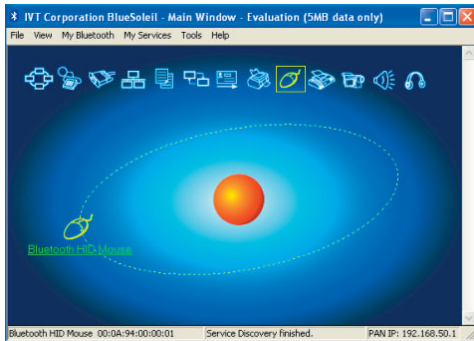 IVT Corporation BlueSoleil - Main Window - Evaluation (5MB data only)
File View My Bluetooth My Services Tools Help
Bluetooth HID Mouse
Bluetooth HID Mouse 00:0A:94:00:00:01 Service Discovery finished. PAN IP: 192.168.50.1